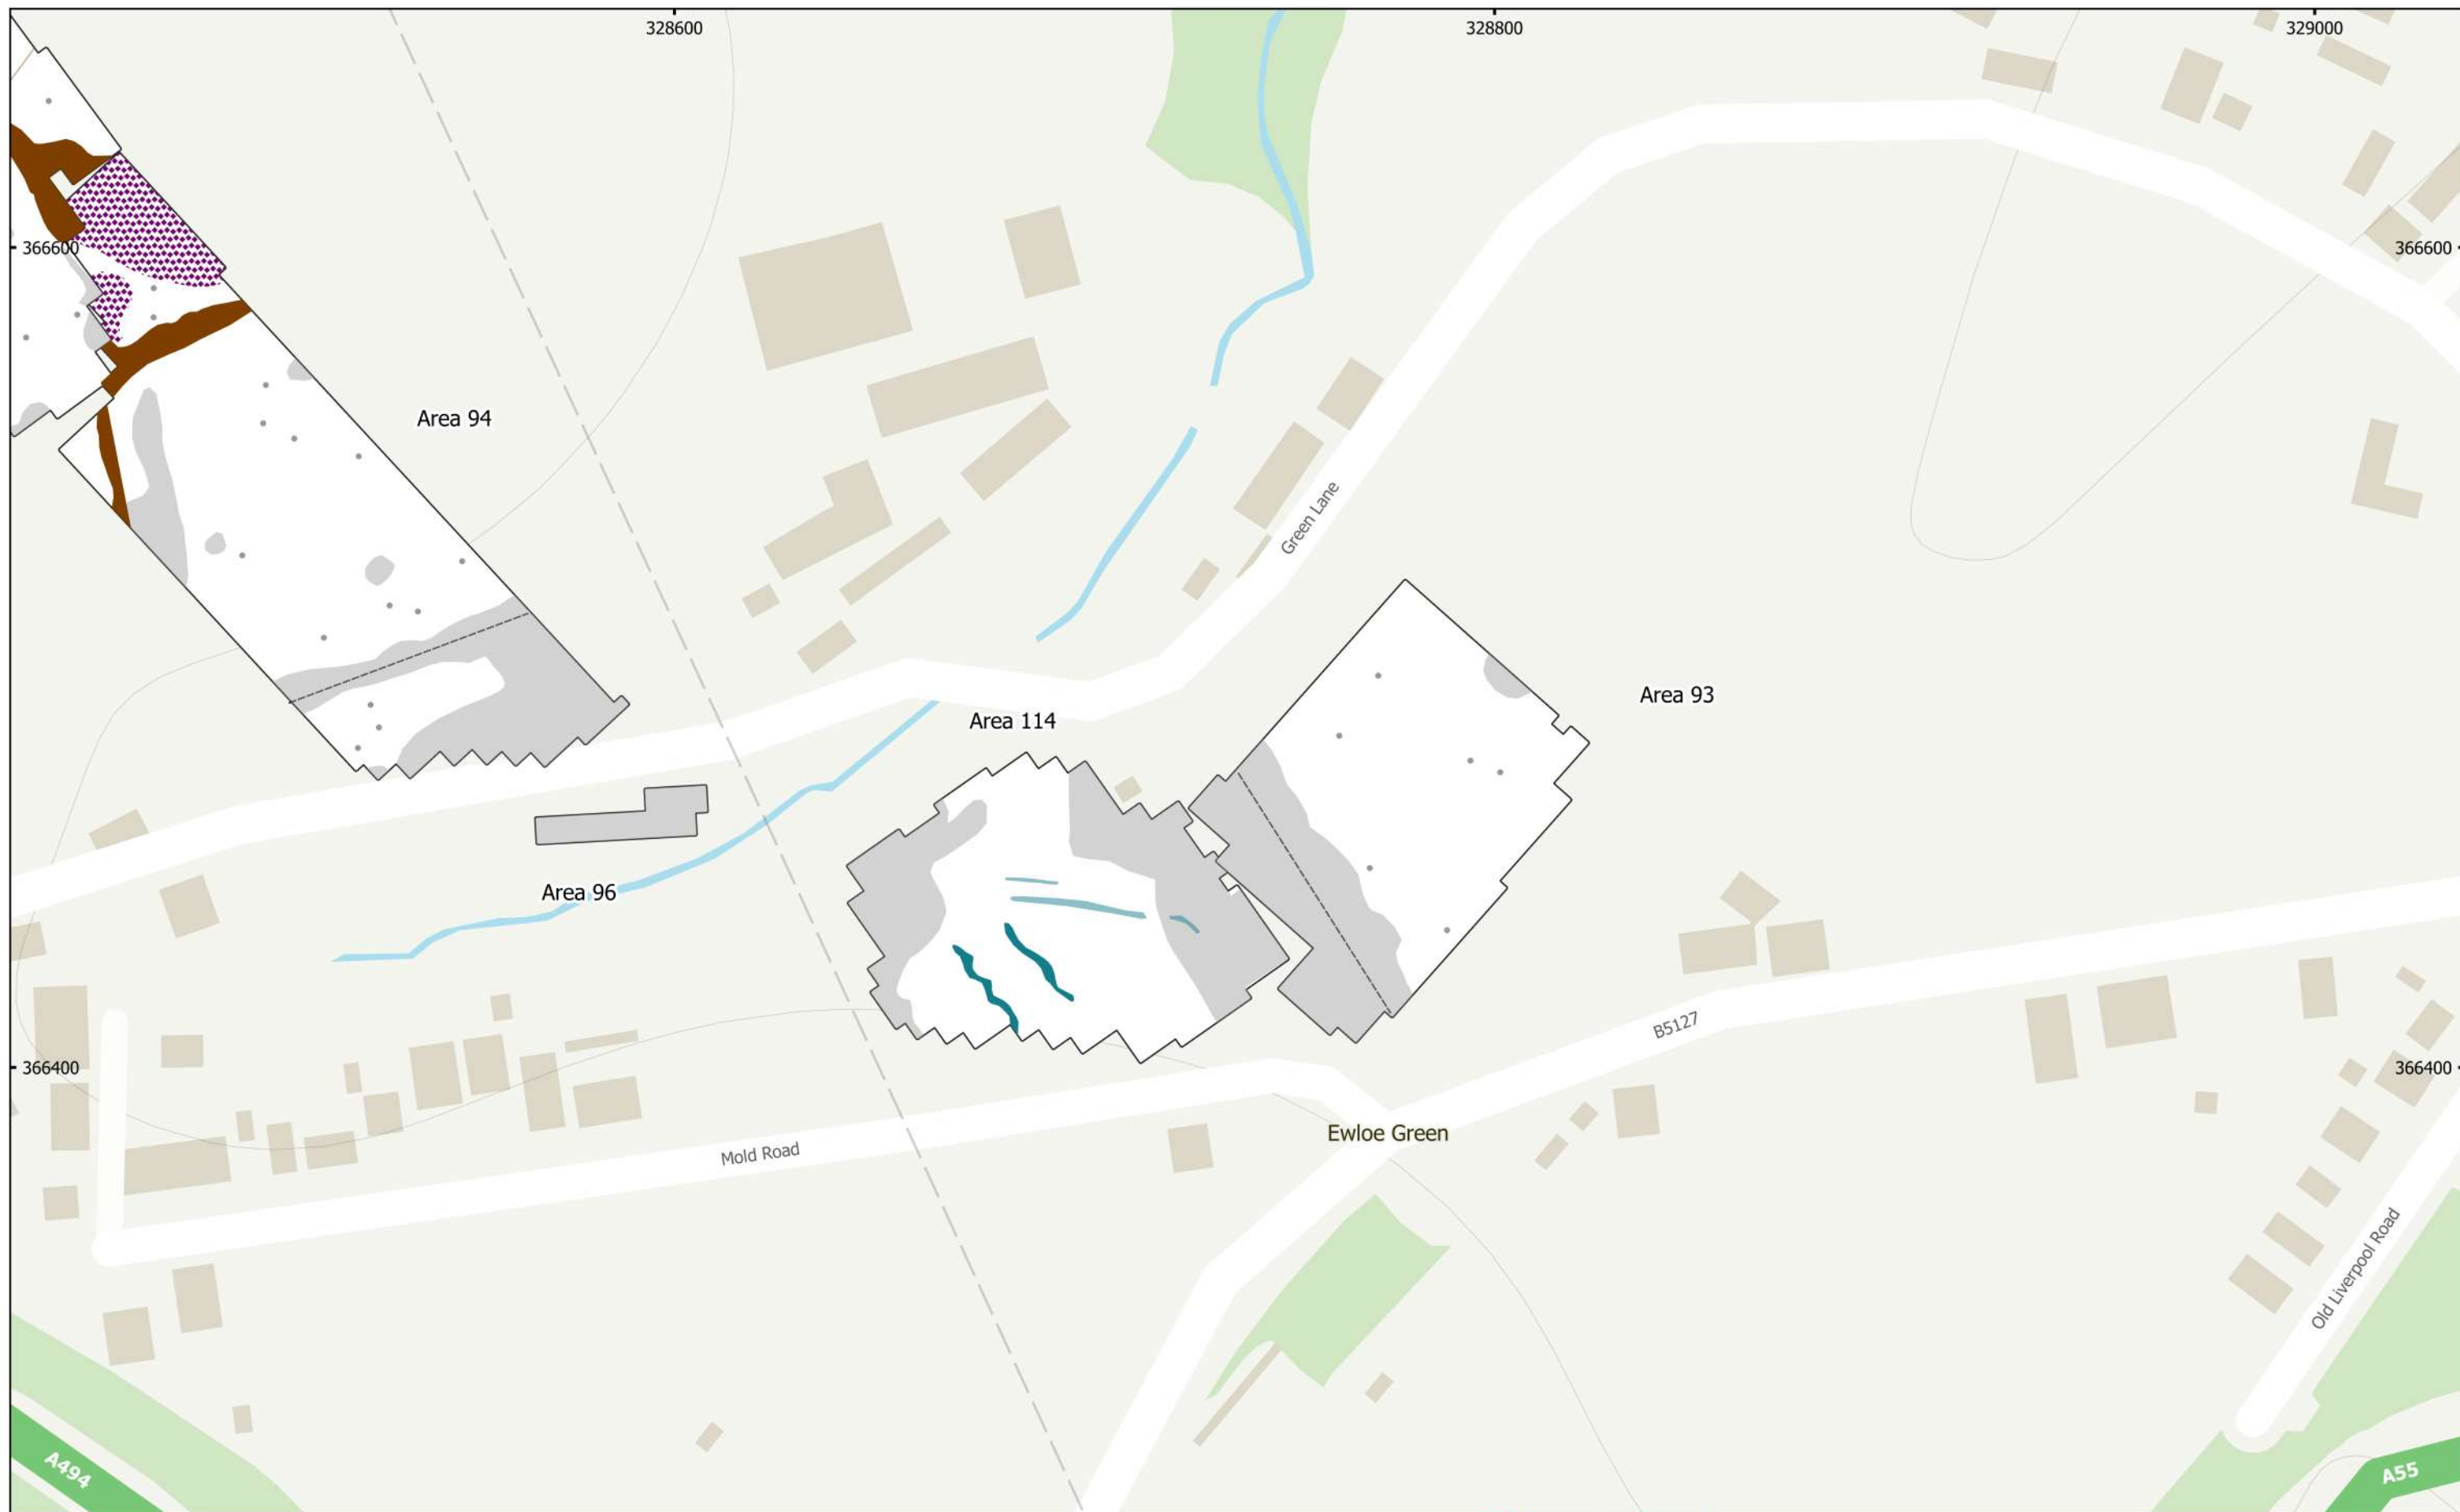 328600
328800
329000
366600
366600
Area 94
Green Lane
Area 93
Area 114
Area 96
B5127
366400
366400
Ewloe Green
Mold Road
Old Liverpool Road
A494
A55